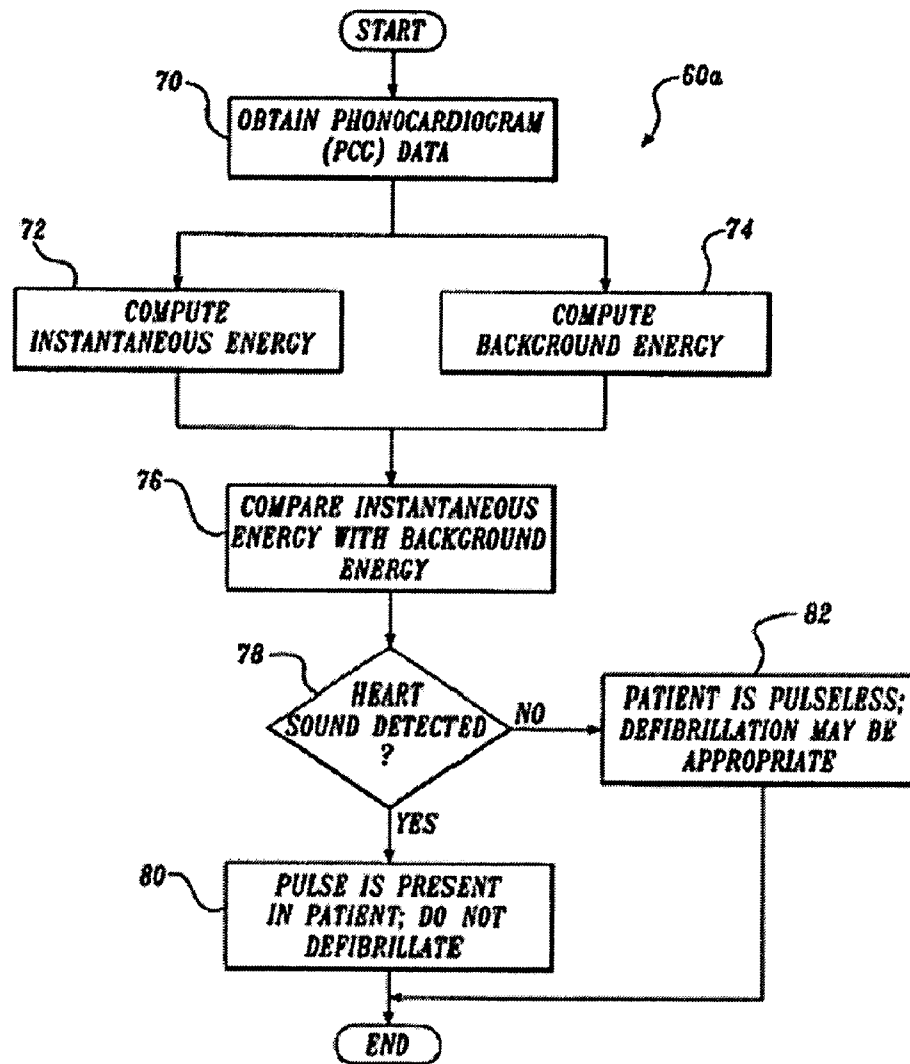 START
70
60a
OBTAIN PHONOCARDIOGRAM
(PCG) DATA
72
74
COMPUTE
INSTANTANEOUS ENERGY
COMPUTE
BACKGROUND ENERGY
76
COMPARE INSTANTANEOUS
ENERGY WITH BACKGROUND
ENERGY
78
HEART
SOUND DETECTED
?
NO
82
PATIENT IS PULSELESS;
DEFIBRILLATION MAY BE
APPROPRIATE
YES
80
PULSE IS PRESENT
IN PATIENT; DO NOT
DEFIBRILLATE
END